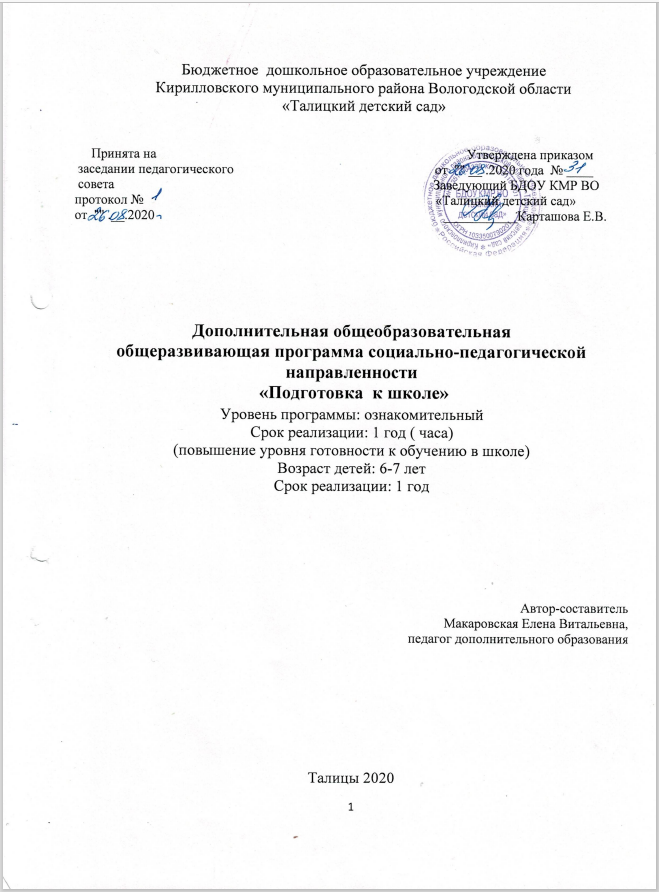 Бюджетное дошкольное образовательное учреждение
Кирилловского муниципального района Вологодской области
«Талицкий детский сад»
Принята на
заседании педагогического
совета
протокол № 1
от 26.08.2020 г
Утверждена приказом
от 26.08.2020 года № 31
Заведующий БДОУ КМР ВО
«Талицкий детский сад»
Карташова Е.В.
Дополнительная общеобразовательная
общеразвивающая программа социально-педагогической
направленности
«Подготовка к школе»
Уровень программы: ознакомительный
Срок реализации: 1 год ( часа)
(повышение уровня готовности к обучению в школе)
Возраст детей: 6-7 лет
Срок реализации: 1 год
Автор-составитель
Макаровская Елена Витальевна,
педагог дополнительного образования
Талицы 2020
1